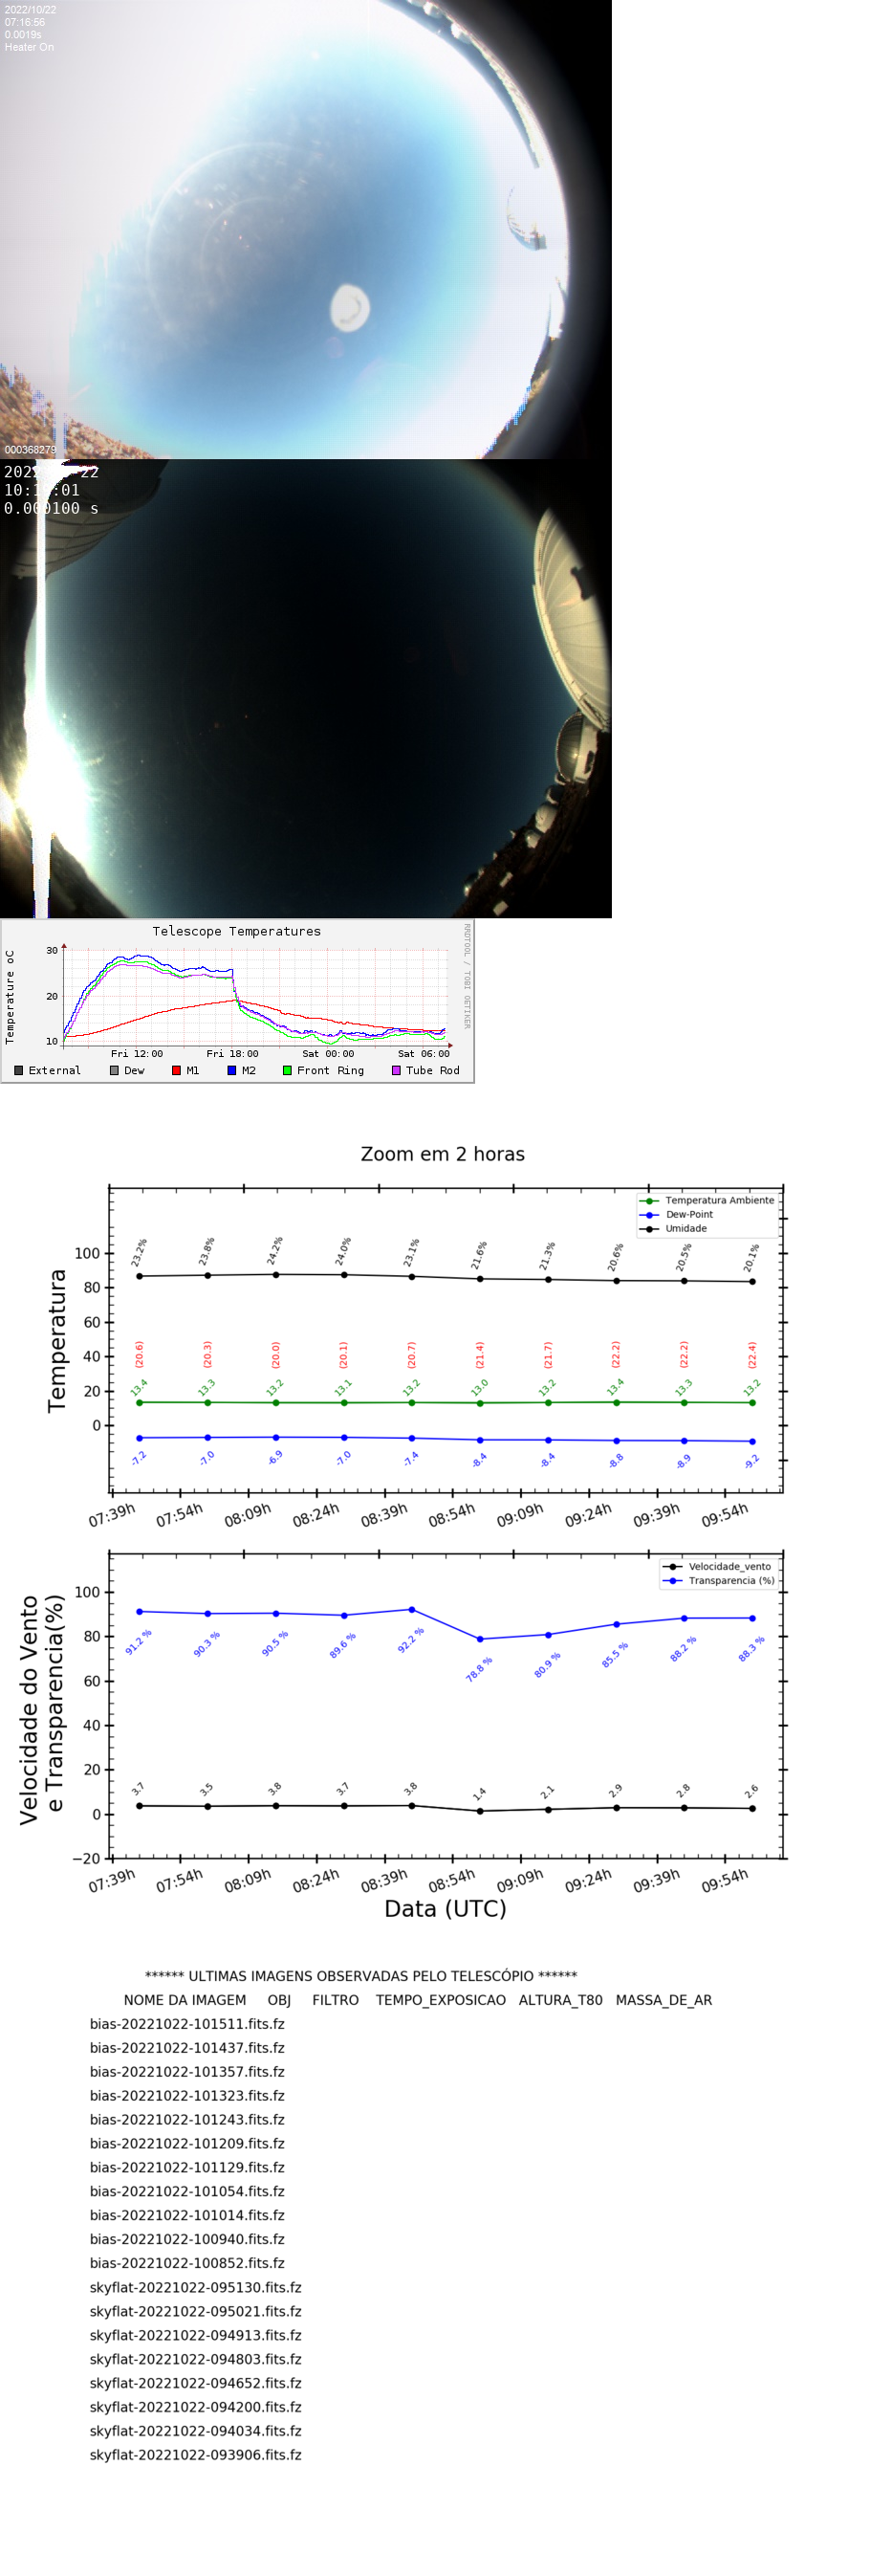 2022/10/22
07:16:56
0.0019s
Heater On
000368279
22
01
0.000100 s
Telescope Temperatures
Temperature oC
30
20
10
Fri 12:00 Fri 18:00 Sat 00:00 Sat 06:00
External Dew M1 M2 Front Ring Tube Rod
RRDTOOL / TOBI OETIKER
Zoom em 2 horas
Temperatura
Temperatura Ambiente
Dew-Point
Umidade
100
80
60
40
20
0
23.2% 23.8% 24.2% 24.0% 23.1% 21.6% 21.3% 20.6% 20.5% 20.1%
(20.6) (20.3) (20.0) (20.1) (20.7) (21.4) (21.7) (22.2) (22.2) (22.4)
13.4 13.3 13.2 13.1 13.2 13.0 13.2 13.4 13.3 13.2
-7.2 -7.0 -6.9 -7.0 -7.4 -8.4 -8.4 -8.8 -8.9 -9.2
07:39h 07:54h 08:09h 08:24h 08:39h 08:54h 09:09h 09:24h 09:39h 09:54h
Velocidade do Vento
e Transparencia(%)
Velocidade_vento
Transparencia (%)
100
80
60
40
20
0
−20
91.2 % 90.3 % 90.5 % 89.6 % 92.2 % 78.8 % 80.9 % 85.5 % 88.2 % 88.3 %
3.7 3.5 3.8 3.7 3.8 1.4 2.1 2.9 2.8 2.6
07:39h 07:54h 08:09h 08:24h 08:39h 08:54h 09:09h 09:24h 09:39h 09:54h
Data (UTC)
****** ULTIMAS IMAGENS OBSERVADAS PELO TELESCÓPIO ******
NOME DA IMAGEM OBJ FILTRO TEMPO_EXPOSICAO ALTURA_T80 MASSA_DE_AR
bias-20221022-101511.fits.fz
bias-20221022-101437.fits.fz
bias-20221022-101357.fits.fz
bias-20221022-101323.fits.fz
bias-20221022-101243.fits.fz
bias-20221022-101209.fits.fz
bias-20221022-101129.fits.fz
bias-20221022-101054.fits.fz
bias-20221022-101014.fits.fz
bias-20221022-100940.fits.fz
bias-20221022-100852.fits.fz
skyflat-20221022-095130.fits.fz
skyflat-20221022-095021.fits.fz
skyflat-20221022-094913.fits.fz
skyflat-20221022-094803.fits.fz
skyflat-20221022-094652.fits.fz
skyflat-20221022-094200.fits.fz
skyflat-20221022-094034.fits.fz
skyflat-20221022-093906.fits.fz